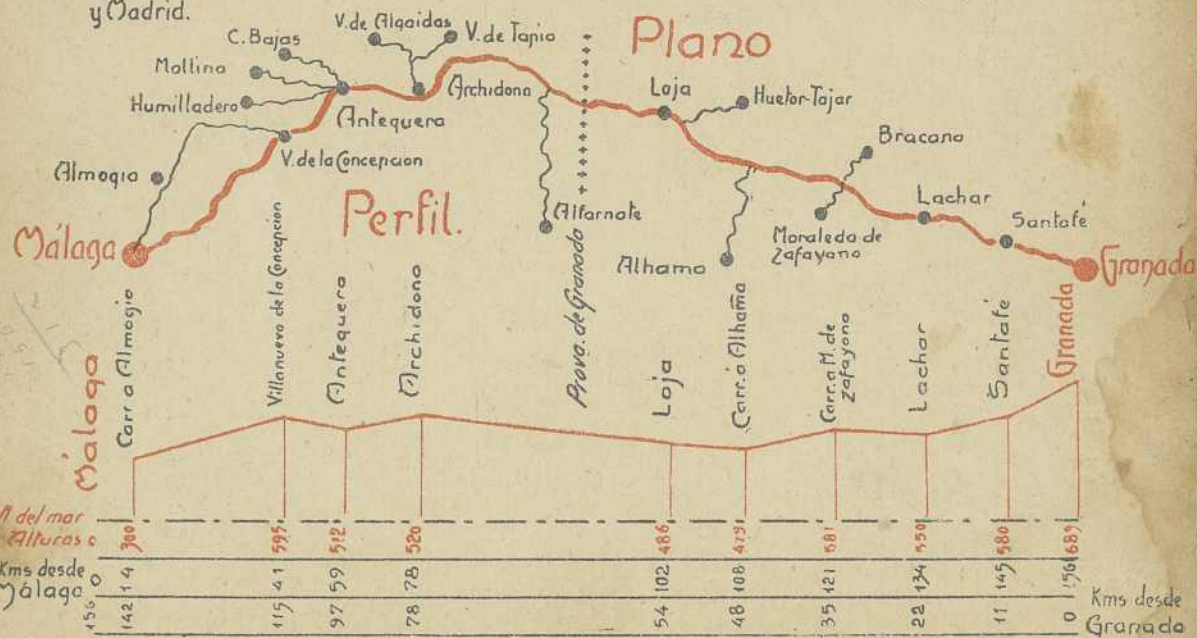 y Madrid.
Plano
C. Bajas
V. de Algaidas
V. de Tapia
Mollina
Humilladero
Antequera
Archidona
Loja
Huetor-Tajar
Almogia
V. de la Concepcion
Bracana
Perfil.
Alfarnate
Lachar
Santafé
Málaga
Alhama
Moraleda de
Zafayana
Granada
Málaga
Carr a Almogia
Villanueva de la Concepcion
Antequera
Archidona
Prova. de Granada
Loja
Carr. a Alhama
Carr. a M. de
Zafayona
Lachar
Santafé
Granada
del mar
Alturas
300 595 512 520 486 479 681 550 580 689
Kms desde
Málaga
0 14 41 59 78 102 108 121 134 145 156
156 142 115 97 78 54 48 35 22 11 0
Kms desde
Granada